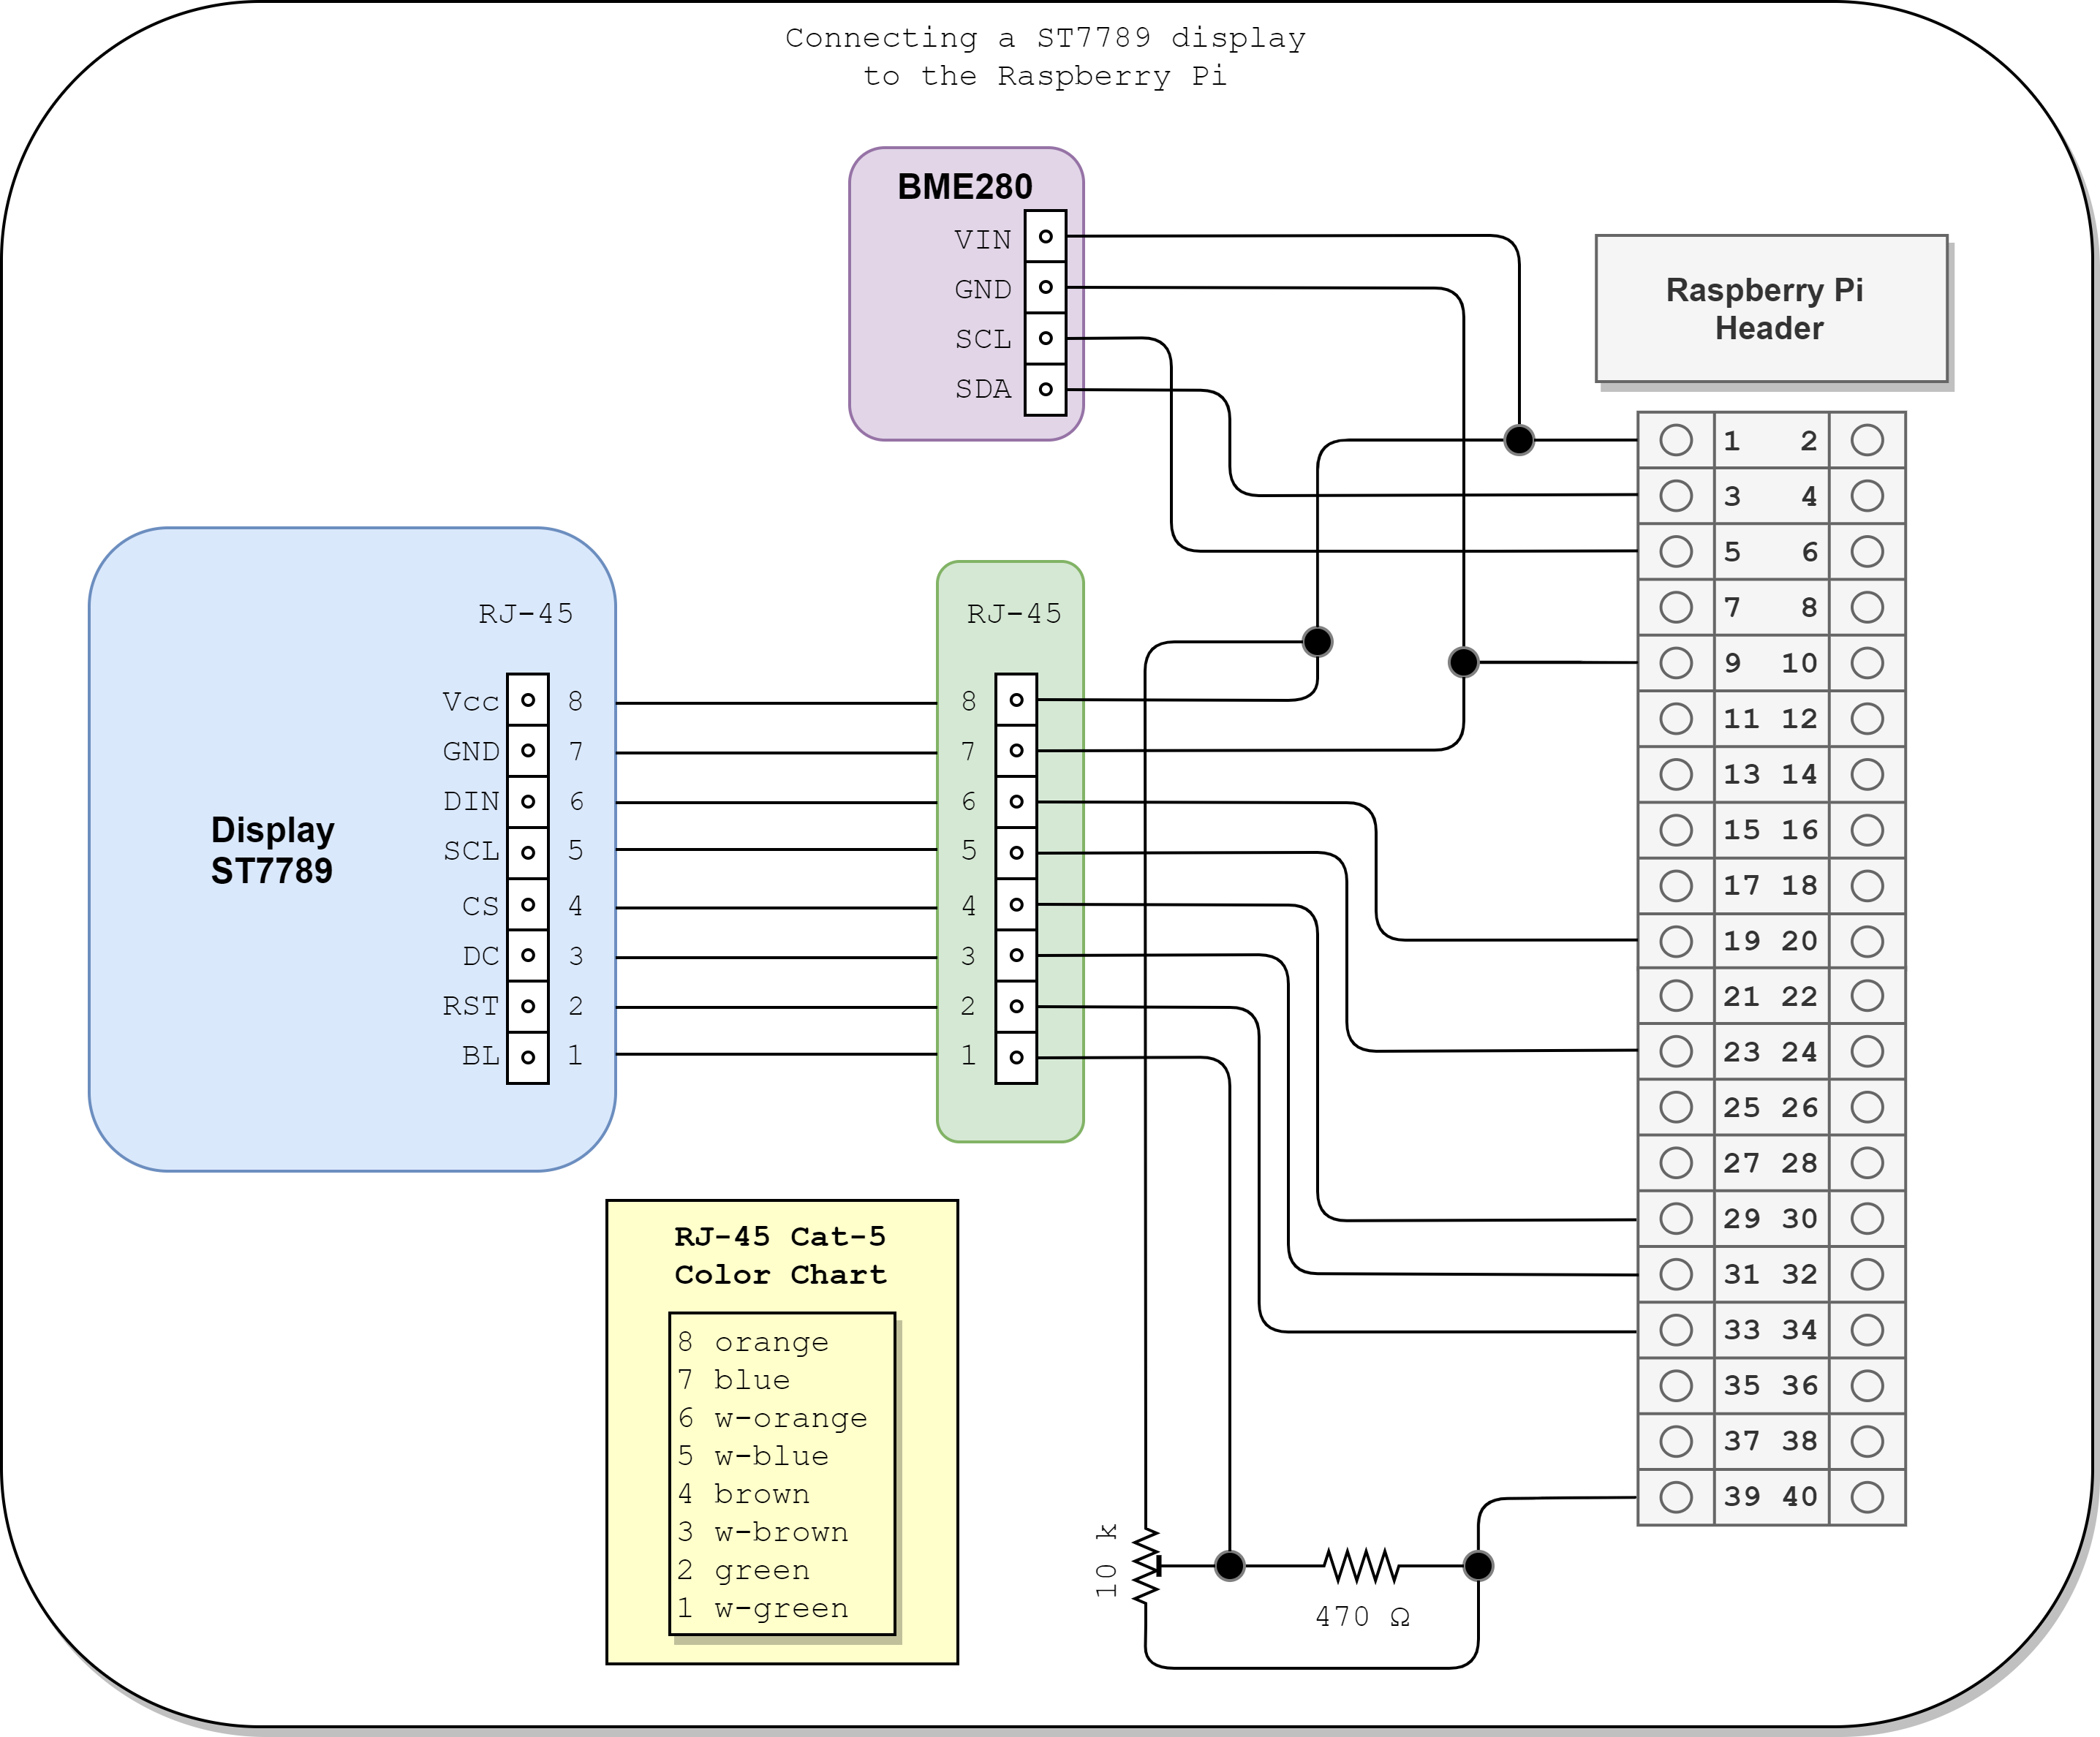 Connecting a ST7789 display
to the Raspberry Pi
BME280
VIN
GND
SCL
SDA
Raspberry Pi
Header
1 2
3 4
5 6
7 8
9 10
11 12
13 14
15 16
17 18
19 20
21 22
23 24
25 26
27 28
29 30
31 32
33 34
35 36
37 38
39 40
RJ-45
Vcc 8
GND 7
DIN 6
SCL 5
CS 4
DC 3
RST 2
BL 1
Display
ST7789
RJ-45
8
7
6
5
4
3
2
1
RJ-45 Cat-5
Color Chart
8 orange
7 blue
6 w-orange
5 w-blue
4 brown
3 w-brown
2 green
1 w-green
10 k
470 Ω